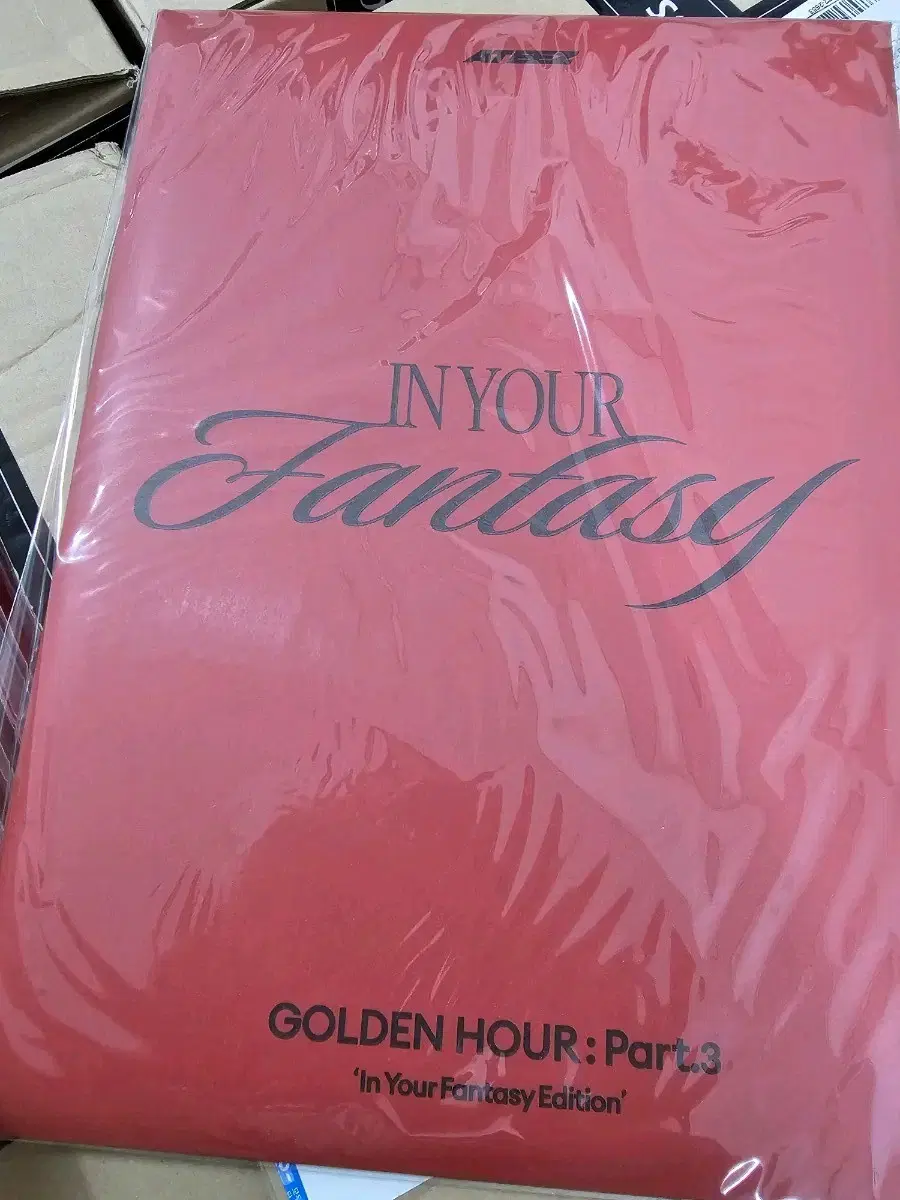 IN YOUR
Fantasy
GOLDEN HOUR : Part.3
‘In Your Fantasy Edition’